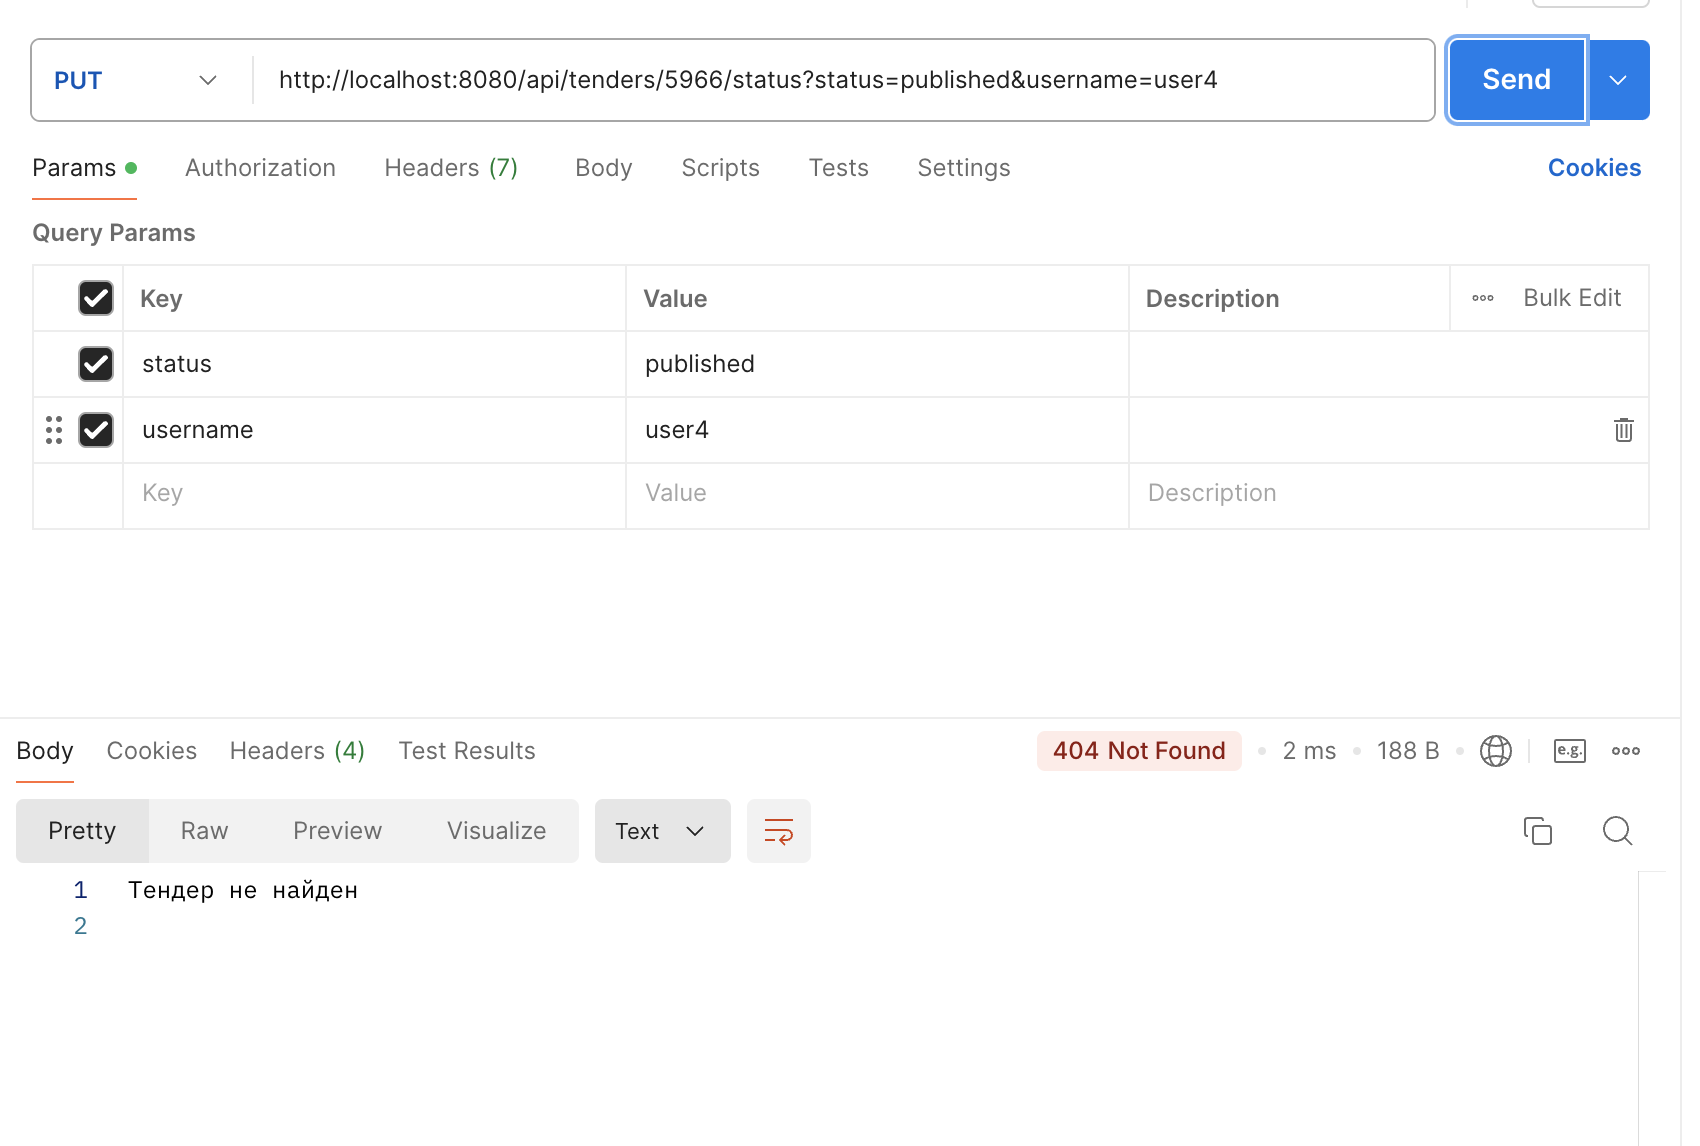 PUT
http://localhost:8080/api/tenders/5966/status?status=published&username=user4
Send
Params
Authorization
Headers (7)
Body
Scripts
Tests
Settings
Cookies
Query Params
Key
Value
Description
Bulk Edit
status
published
username
user4
Key
Value
Description
Body
Cookies
Headers (4)
Test Results
404 Not Found
2 ms
188 B
e.g.
Pretty
Raw
Preview
Visualize
Text
1 Тендер не найден
2